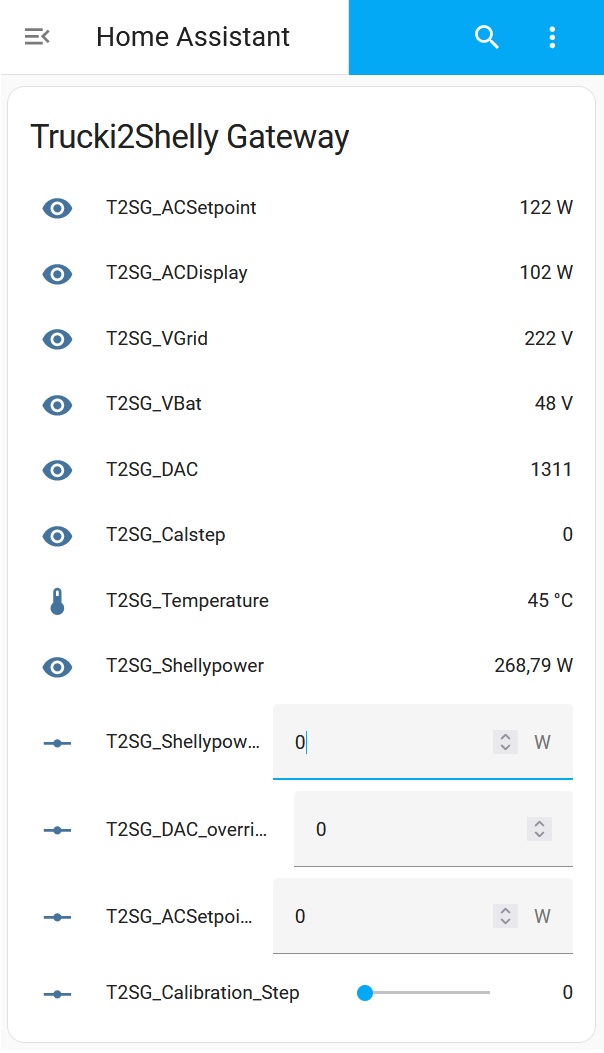 Home Assistant
Trucki2Shelly Gateway
T2SG_ACSetpoint 122 W
T2SG_ACDisplay 102 W
T2SG_VGrid 222 V
T2SG_VBat 48 V
T2SG_DAC 1311
T2SG_Calstep 0
T2SG_Temperature 45 °C
T2SG_Shellypower 268,79 W
T2SG_Shellypow... 0 W
T2SG_DAC_overri... 0
T2SG_ACSetpoi... 0 W
T2SG_Calibration_Step 0